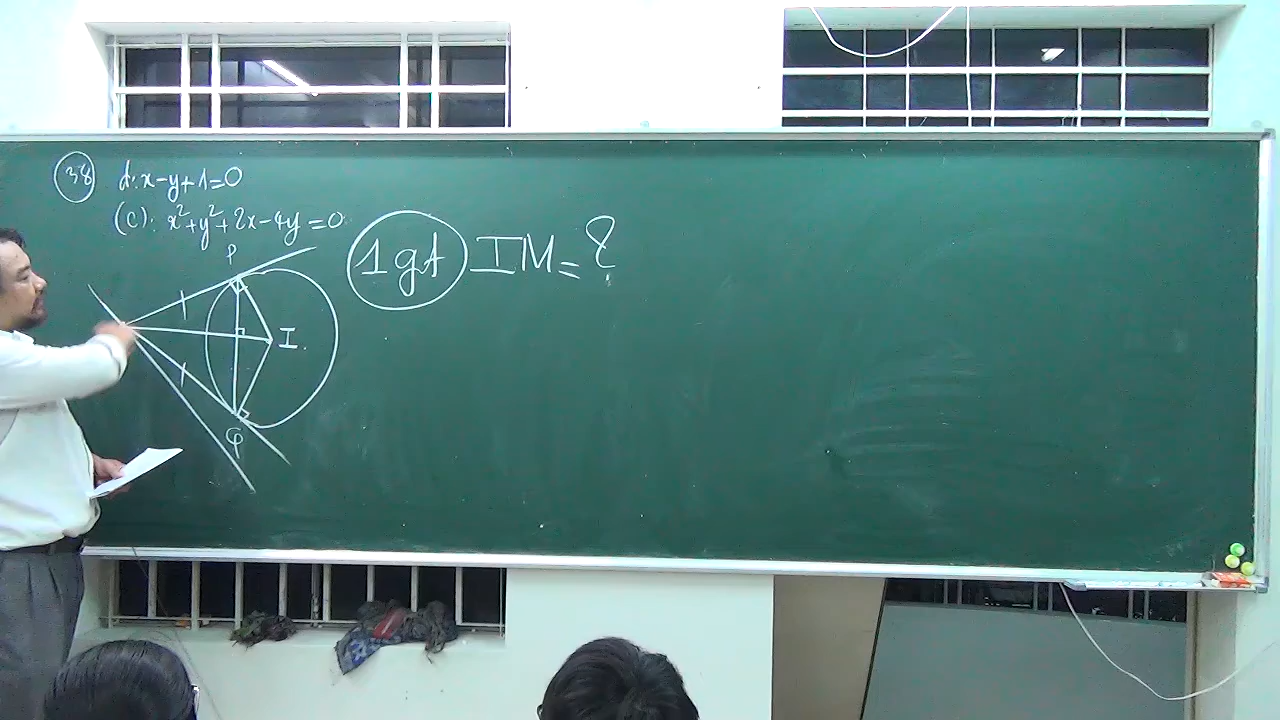 38 d: x-y+1=0
(C): x²+y²+2x-4y=0
1gt IM = ?
P
I
Q